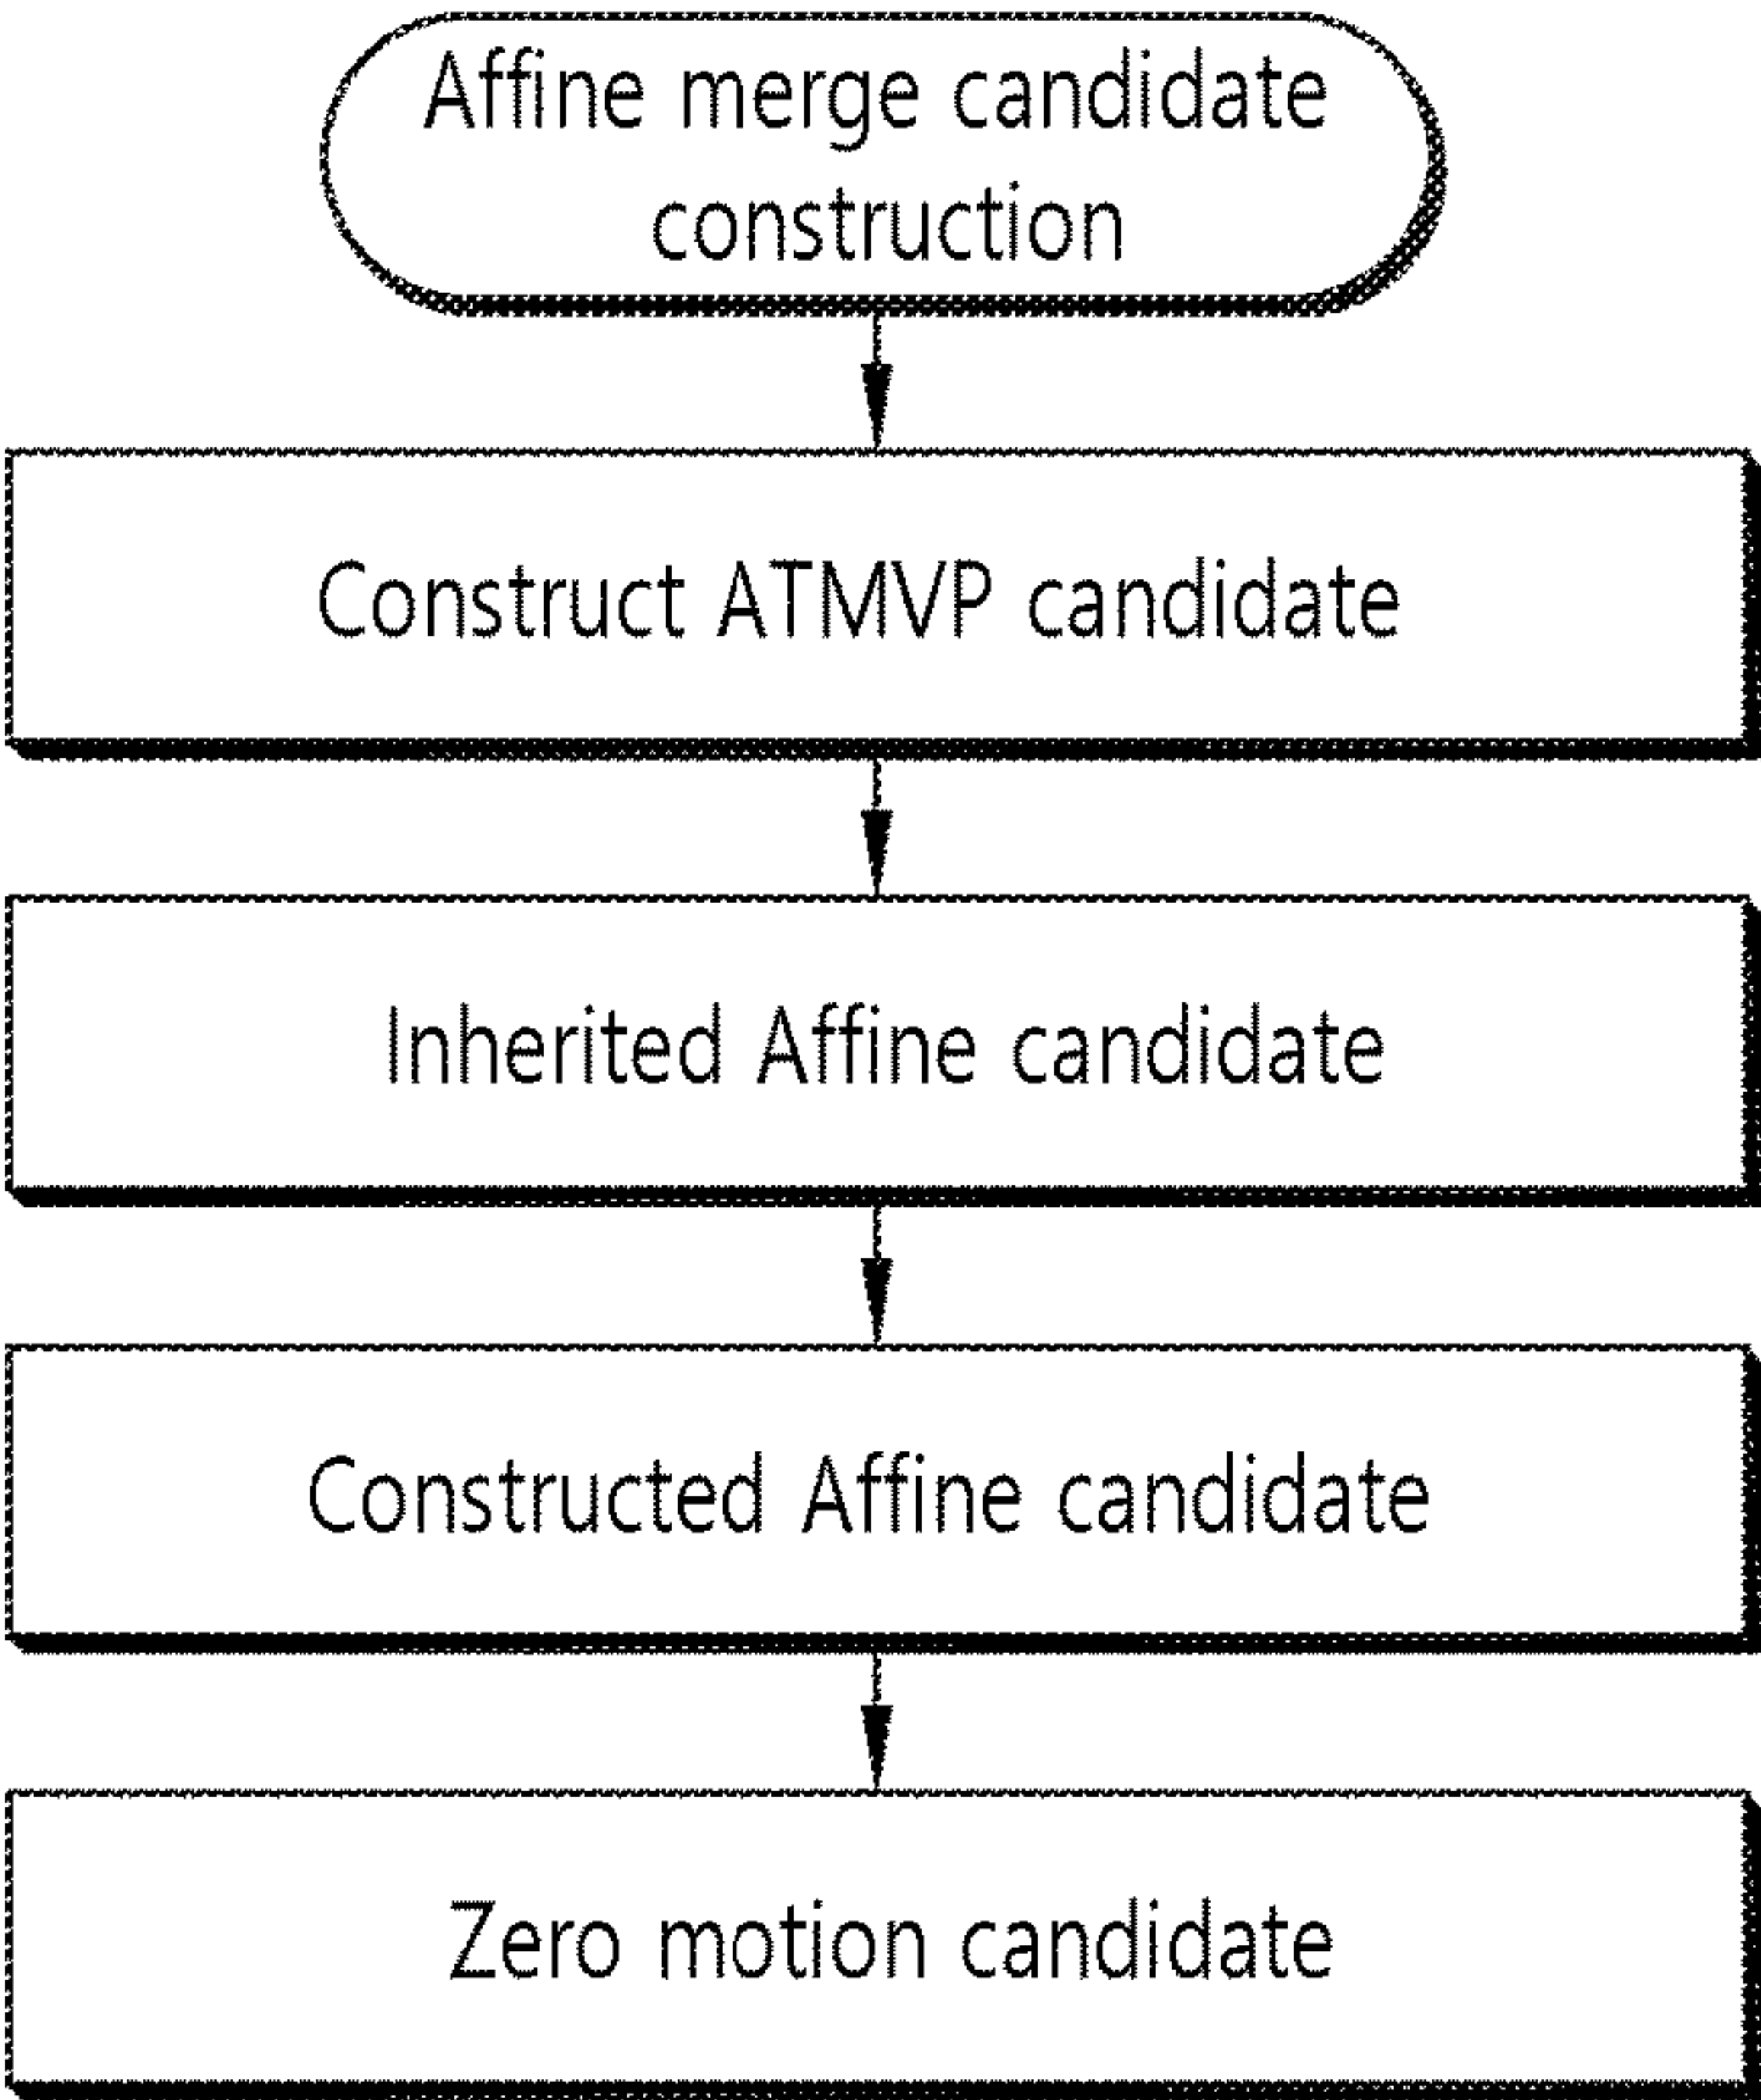 Affine merge candidate
construction
Construct ATMVP candidate
Inherited Affine candidate
Constructed Affine candidate
Zero motion candidate